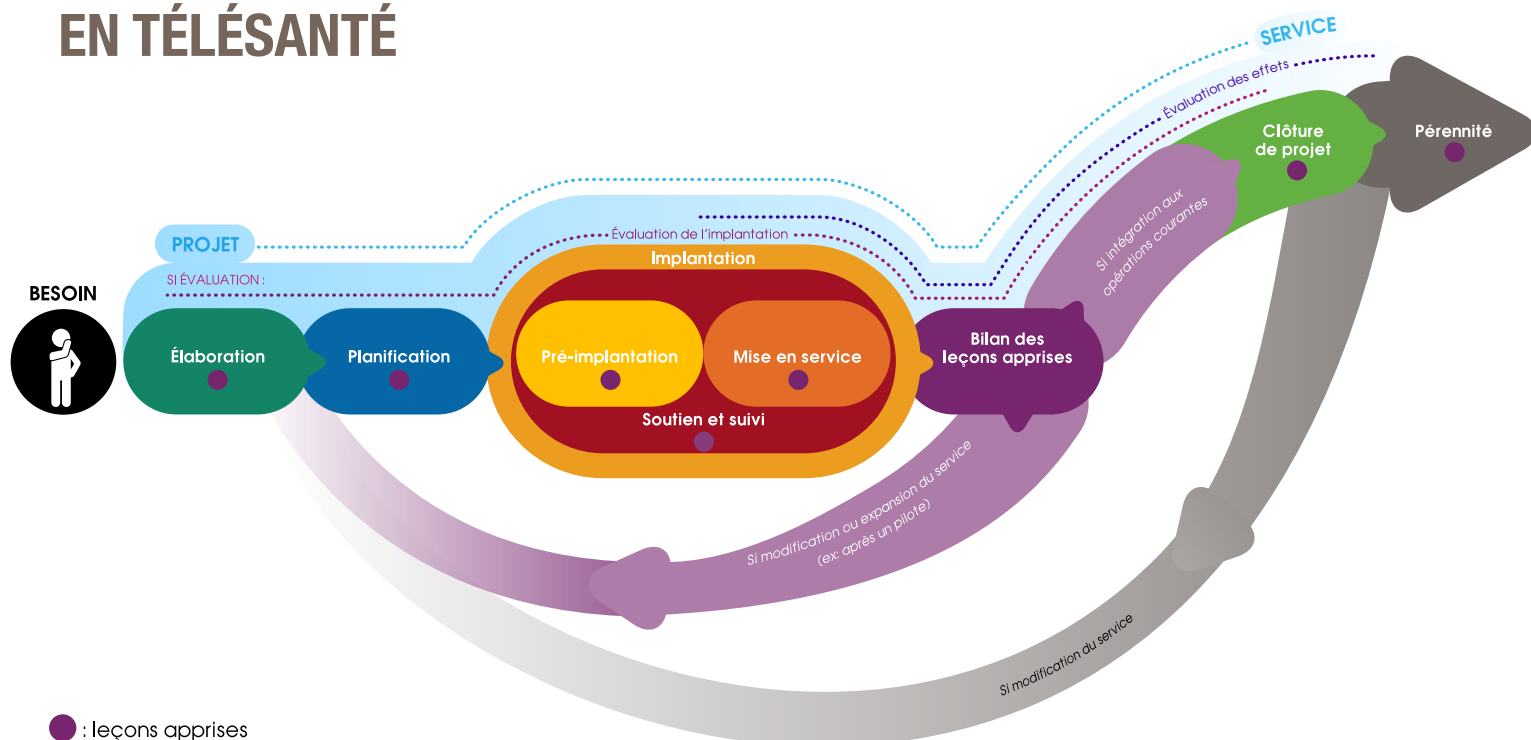 EN TÉLÉSANTÉ
SERVICE
Évaluation des effets
Clôture
de projet
Pérennité
PROJET
Évaluation de l'implantation
Implantation
SI ÉVALUATION :
BESOIN
Élaboration
Planification
Pré-implantation
Mise en service
Soutien et suivi
Bilan des
leçons apprises
Si intégration aux
opérations courantes
Si modification ou expansion du service
(ex: après un pilote)
Si modification du service
: leçons apprises